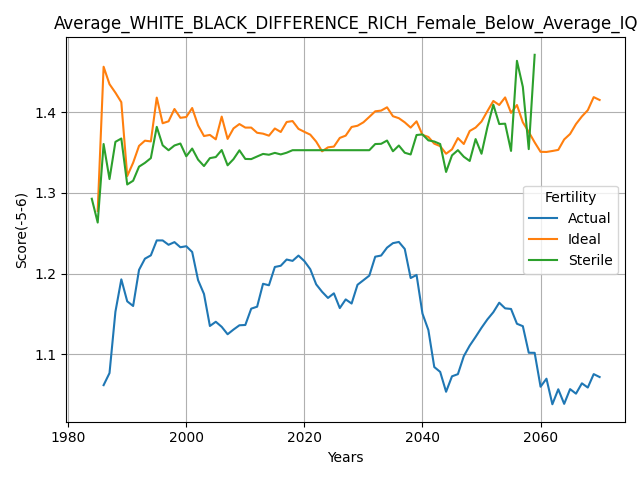 Average_WHITE_BLACK_DIFFERENCE_RICH_Female_Below_Average_IQ
Score(-5-6)
1.4
1.3
1.2
1.1
Fertility
Actual
Ideal
Sterile
1980
2000
2020
2040
2060
Years